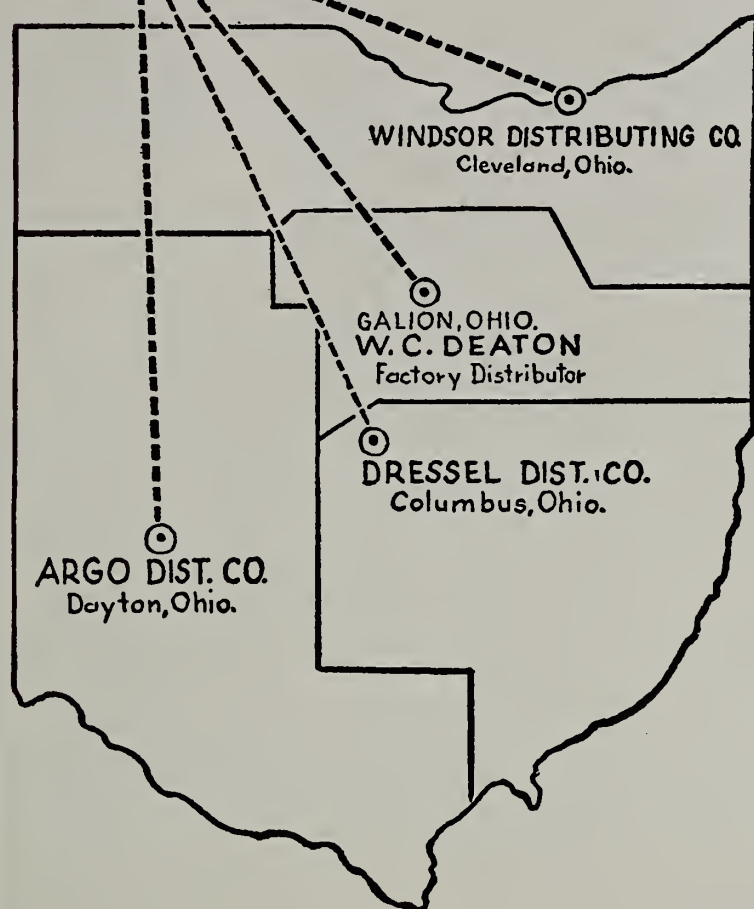 WINDSOR DISTRIBUTING CO.
Cleveland, Ohio.
GALION, OHIO.
W. C. DEATON
Factory Distributor
DRESSEL DIST. CO.
Columbus, Ohio.
ARGO DIST. CO.
Dayton, Ohio.